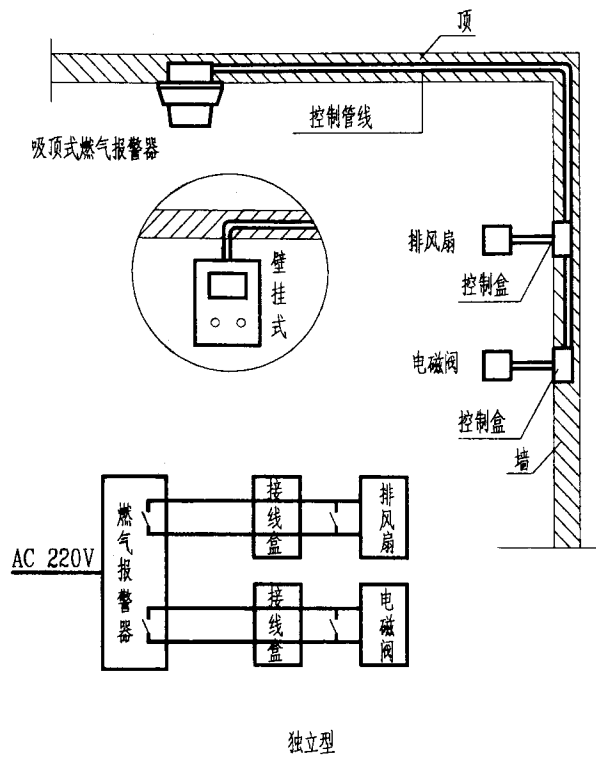 顶
控制管线
吸顶式燃气报警器
壁挂式
排风扇
控制盒
电磁阀
控制盒
墙
AC 220V
燃气报警器
接线盒
排风扇
接线盒
电磁阀
独立型